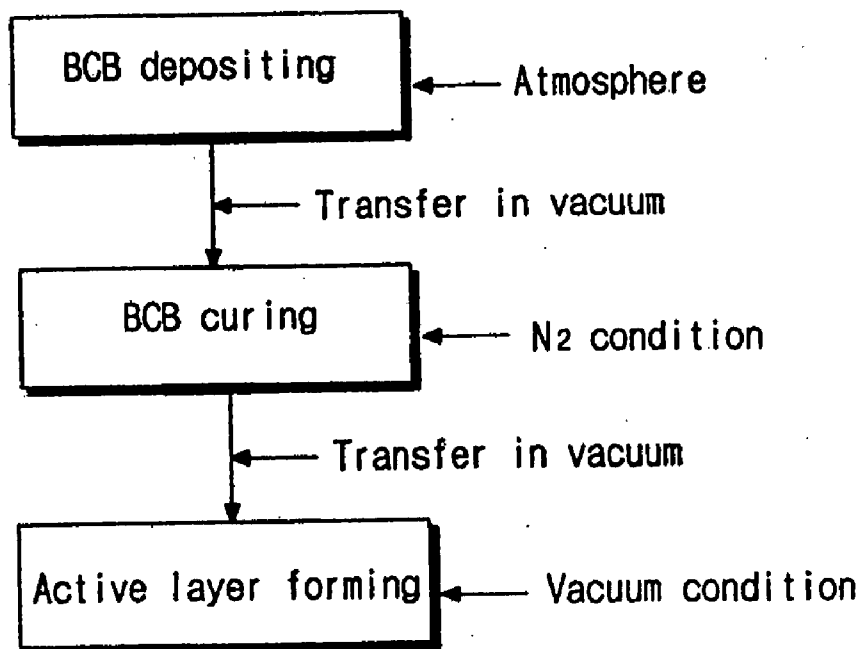 BCB depositing
Atmosphere
Transfer in vacuum
BCB curing
N2 condition
Transfer in vacuum
Active layer forming
Vacuum condition